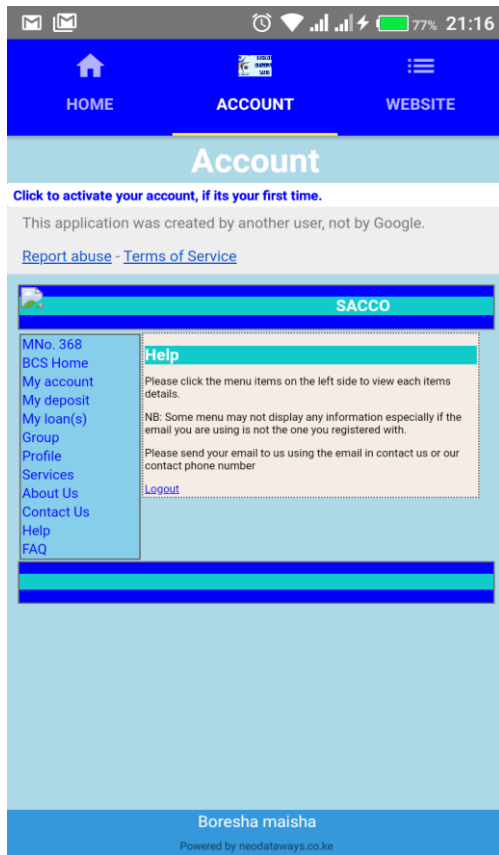 77% 21:16
HOME
ACCOUNT
WEBSITE
Account
Click to activate your account, if its your first time.
This application was created by another user, not by Google.
Report abuse - Terms of Service
SACCO
MNo. 368
BCS Home
My account
My deposit
My loan(s)
Group
Profile
Services
About Us
Contact Us
Help
FAQ
Help
Please click the menu items on the left side to view each items
details.
NB: Some menu may not display any information especially if the
email you are using is not the one you registered with.
Please send your email to us using the email in contact us or our
contact phone number
Logout
Boresha maisha
Powered by neodataways.co.ke